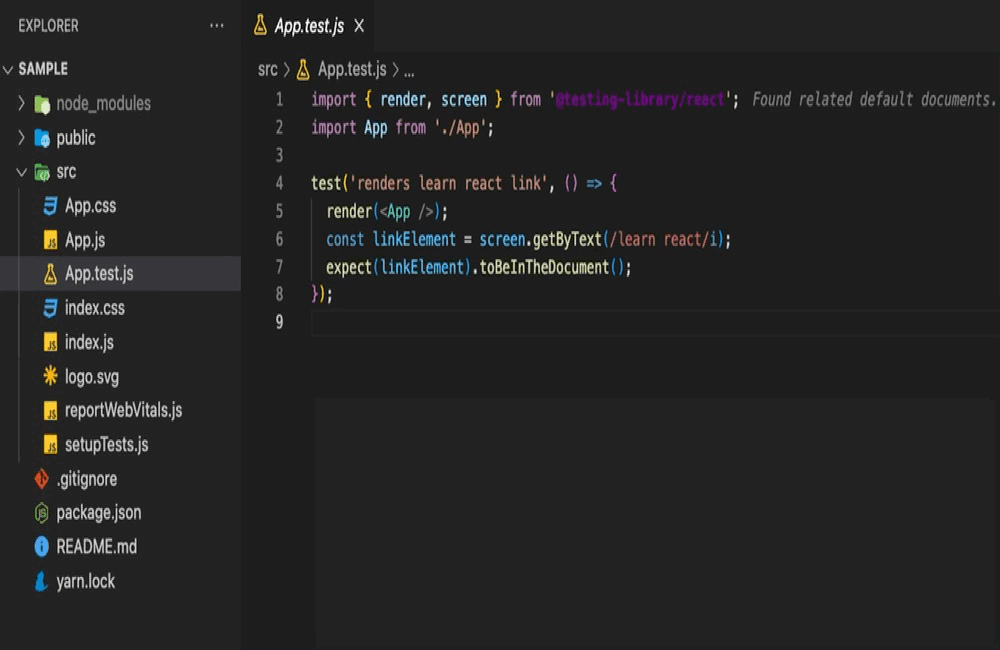 EXPLORER
SAMPLE
node_modules
public
src
App.css
App.js
App.test.js
index.css
index.js
logo.svg
reportWebVitals.js
setupTests.js
.gitignore
package.json
README.md
yarn.lock
App.test.js
src > App.test.js > ...
1 import { render, screen } from '@testing-library/react'; Found related default documents.
2 import App from './App';
3
4 test('renders learn react link', () => {
5 render(<App />);
6 const linkElement = screen.getByText(/learn react/i);
7 expect(linkElement).toBeInTheDocument();
8 });
9